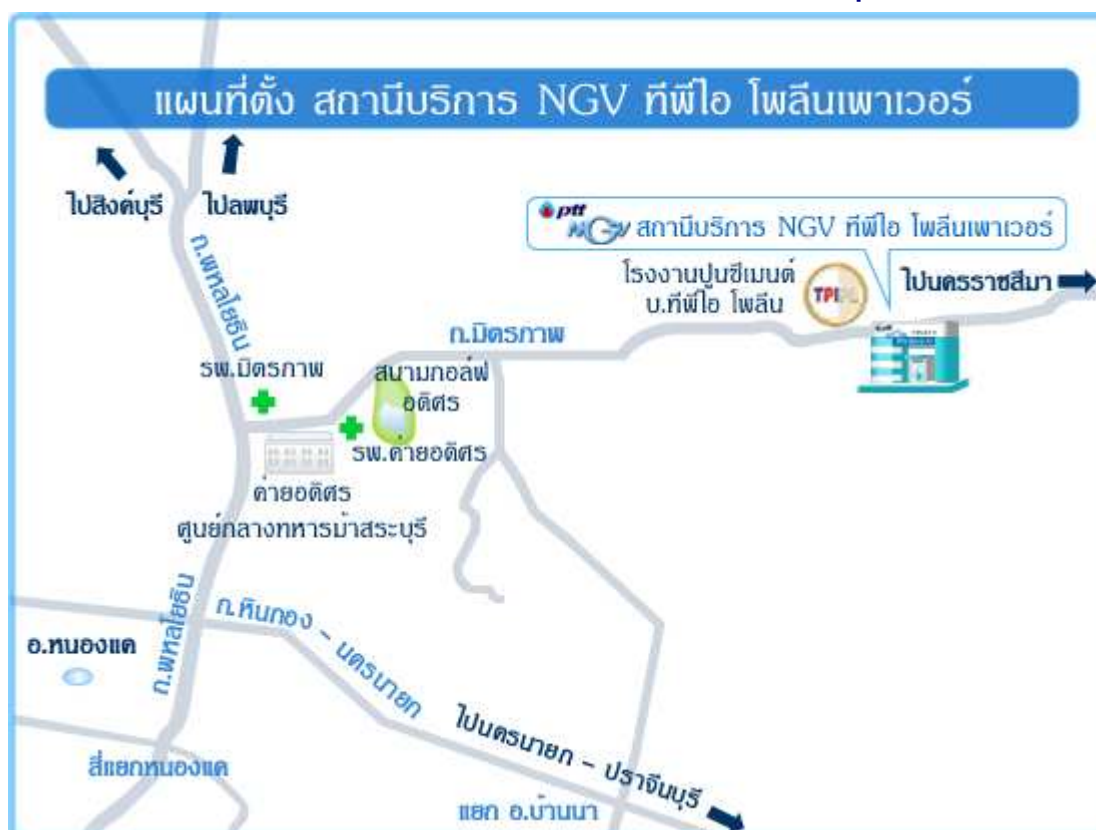 แผนที่ตั้ง สถานีบริการ NGV ทีพีไอ โพลีนเพาเวอร์
ไปสิงค์บุรี
ไปลพบุรี
ptt
NGV สถานีบริการ NGV ทีพีไอ โพลีนเพาเวอร์
โรงงานปูนซีเมนต์
บ.ทีพีไอ โพลีน
TPIPL
ไปนครราชสีมา
ถ.พหลโยธิน
ถ.มิตรภาพ
รพ.มิตรภาพ
สนามกอล์ฟ
อดิศร
รพ.ค่ายอดิศร
ค่ายอดิศร
ศูนย์กลางทหารม้าสระบุรี
ถ.พหลโยธิน
ถ.หินกอง - นครนายก
อ.หนองแค
ไปนครนายก - ปราจีนบุรี
สี่แยกหนองแค
แยก อ.บ้านนา